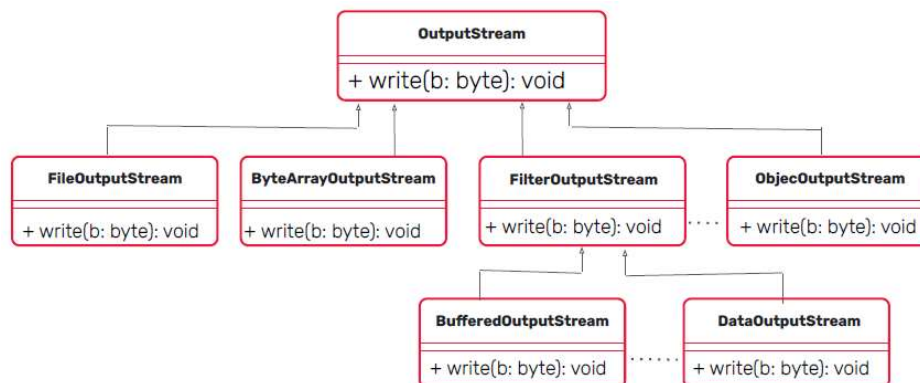 OutputStream
+ write(b: byte): void
FileOutputStream
+ write(b: byte): void
ByteArrayOutputStream
+ write(b: byte): void
FilterOutputStream
+ write(b: byte): void
ObjecOutputStream
+ write(b: byte): void
BufferedOutputStream
+ write(b: byte): void
DataOutputStream
+ write(b: byte): void